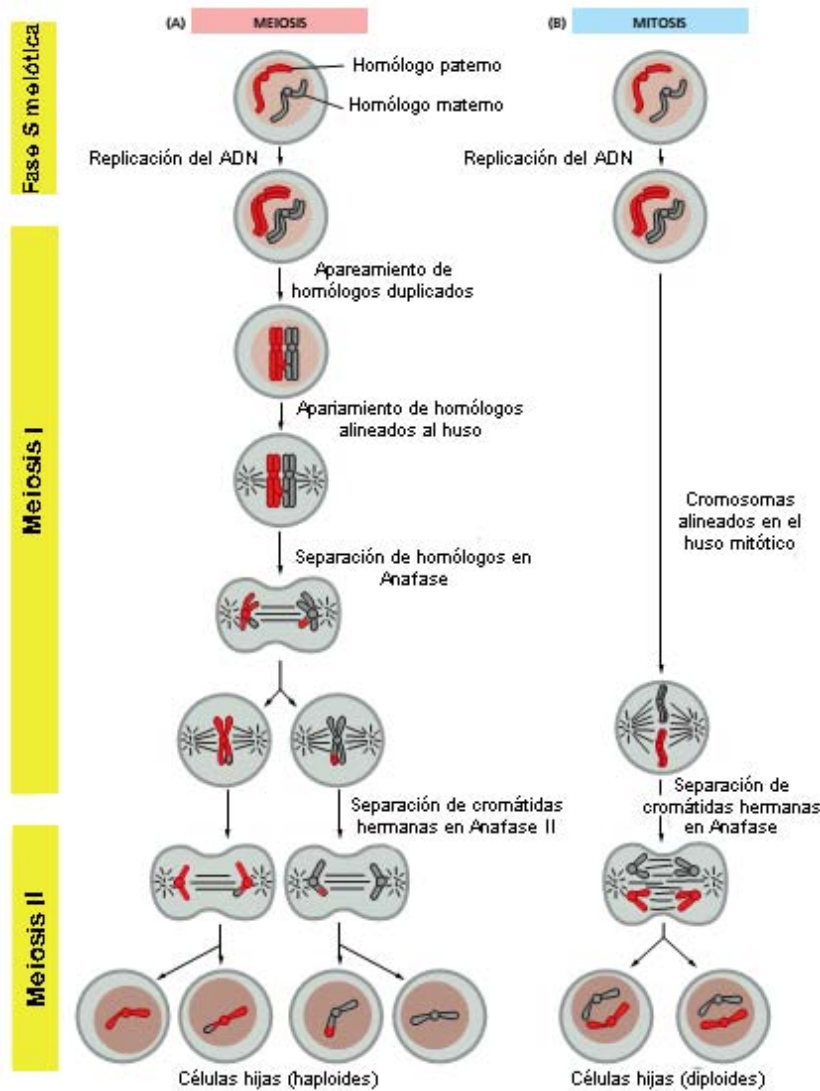 (A) MEIOSIS
(B) MITOSIS
Fase S meiótica
Homólogo paterno
Homólogo materno
Replicación del ADN
Replicación del ADN
Meiosis I
Apareamiento de
homólogos duplicados
Apariamiento de homólogos
alineados al huso
Cromosomas
alineados en el
huso mitótico
Separación de homólogos en
Anafase
Separación de cromátidas
hermanas en Anafase II
Separación de
cromátidas hermanas
en Anafase
Meiosis II
Células hijas (haploides)
Células hijas (diploides)